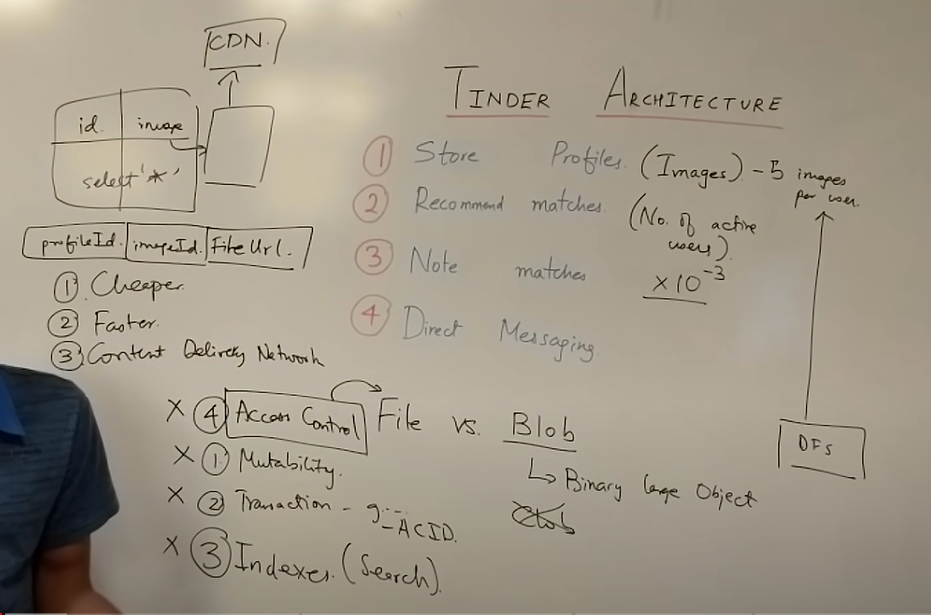 CDN.
id. image
select '*'
profileId. imageId. File Url.
① Cheaper.
② Faster.
③ Content Delivery Network
TINDER ARCHITECTURE
① Store Profiles. (Images) - 5 images per user.
② Recommend matches (No. of active users).
③ Note matches × 10⁻³
④ Direct Messaging.
× ④ Access Control
× ① Mutability.
× ② Transaction - - ACID.
× ③ Indexes. (Search).
File vs. Blob
↳ Binary large Object
DFS